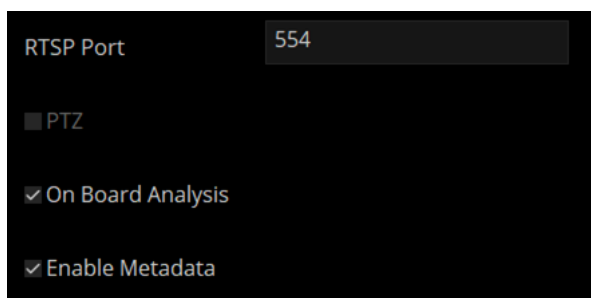 RTSP Port 554
PTZ
On Board Analysis
Enable Metadata